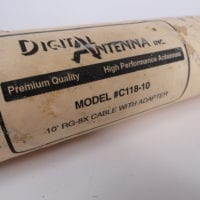 DIGITAL ANTENNA INC.
Premium Quality High Performance Antennas
MODEL #C118-10
10' RG-8X CABLE WITH ADAPTER